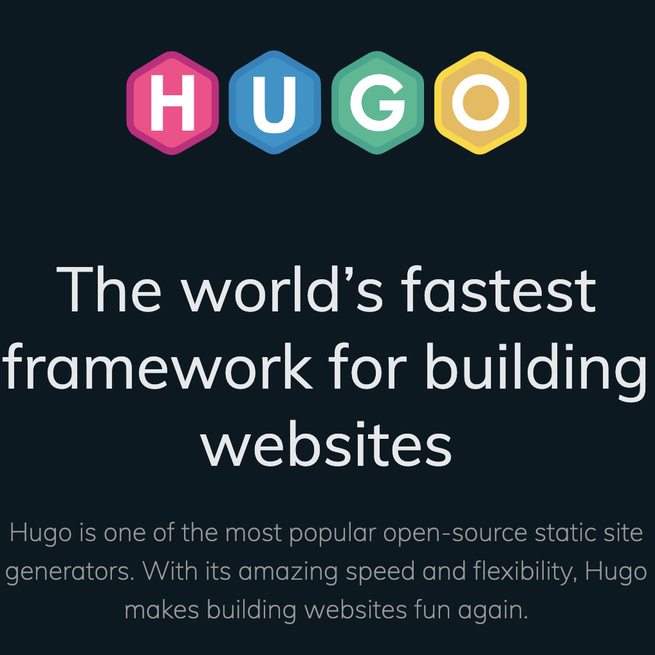 HUGO
The world’s fastest
framework for building
websites
Hugo is one of the most popular open-source static site
generators. With its amazing speed and flexibility, Hugo
makes building websites fun again.